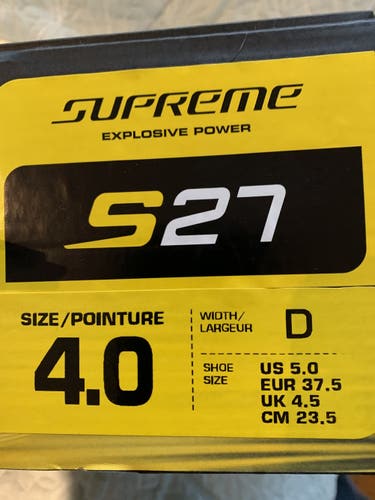 SUPREME
EXPLOSIVE POWER
S27
SIZE/POINTURE
4.0
WIDTH/
LARGEUR
D
SHOE
SIZE
US 5.0
EUR 37.5
UK 4.5
CM 23.5